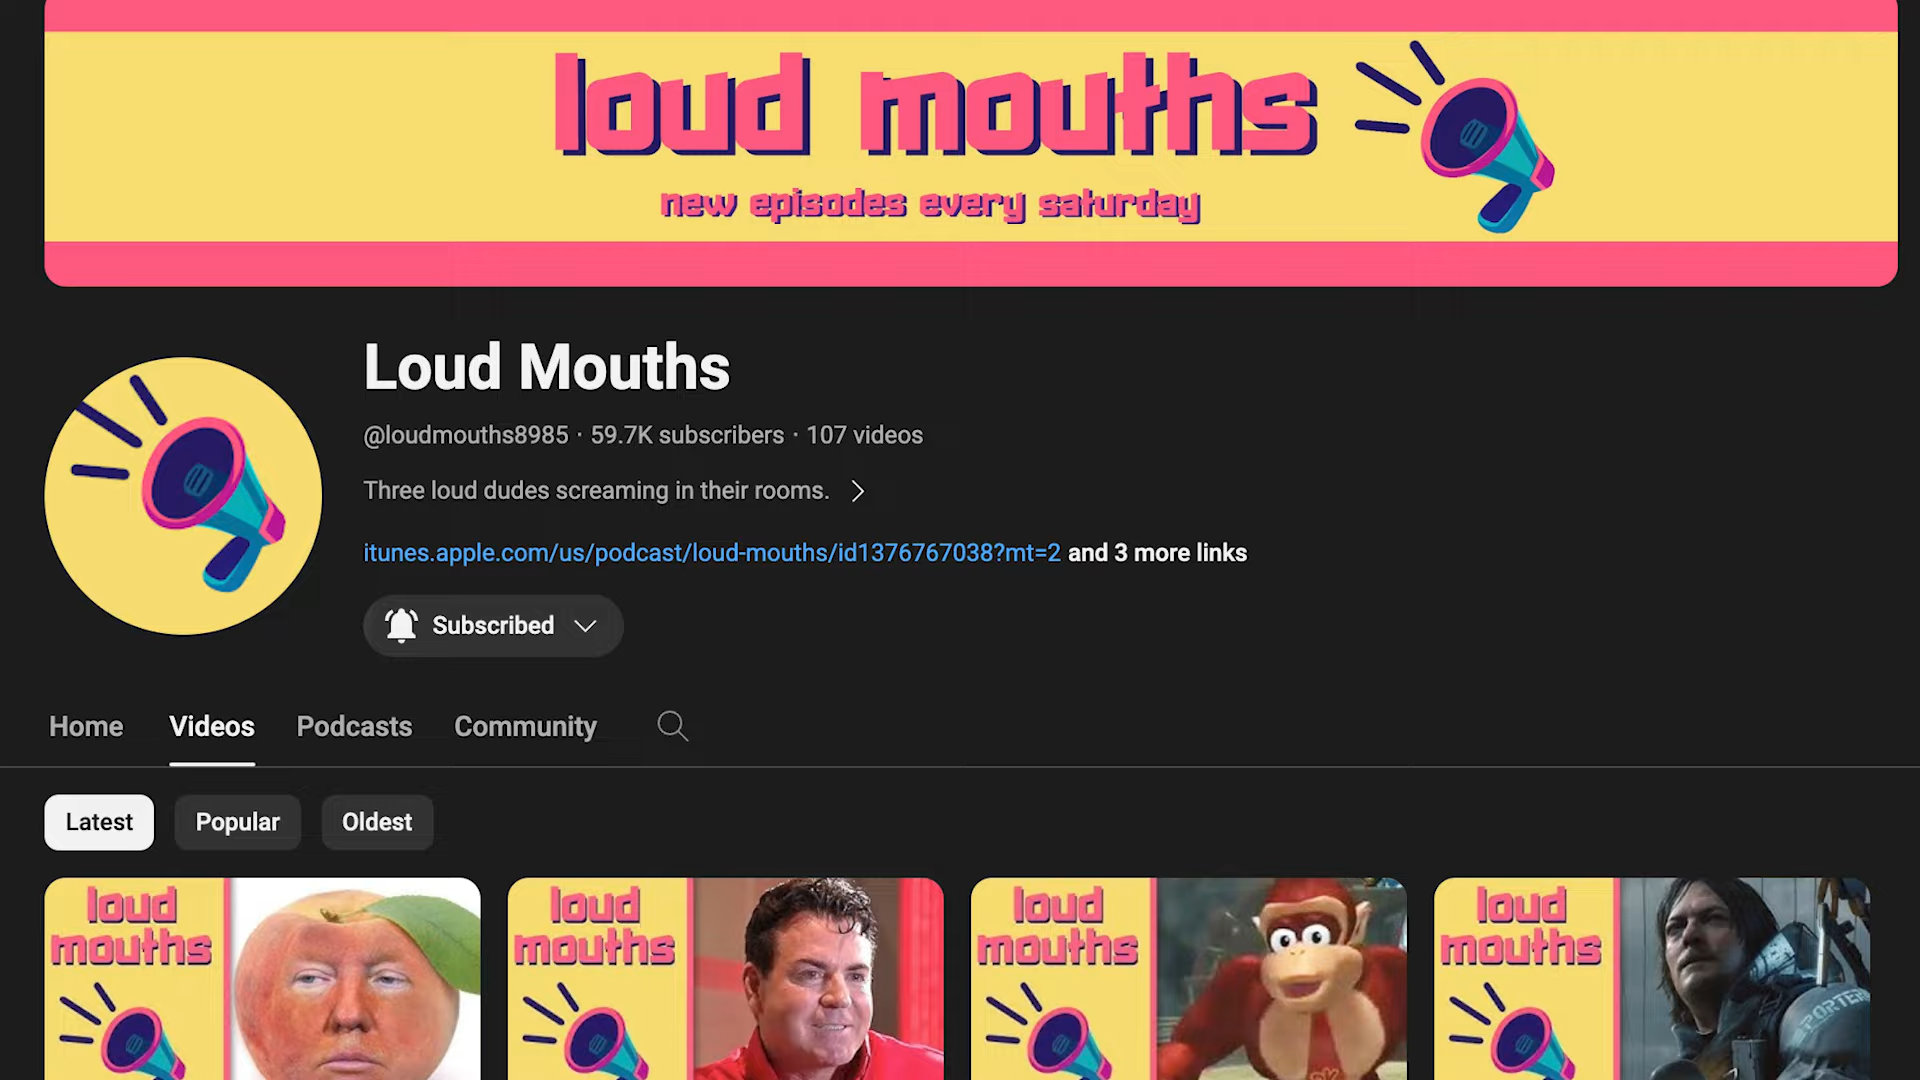 loud mouths
new episodes every saturday
Loud Mouths
@loudmouths8985 · 59.7K subscribers · 107 videos
Three loud dudes screaming in their rooms.
itunes.apple.com/us/podcast/loud-mouths/id1376767038?mt=2 and 3 more links
Subscribed
Home Videos Podcasts Community
Latest Popular Oldest
loud
mouths
loud
mouths
loud
mouths
DK
loud
mouths
PORTER